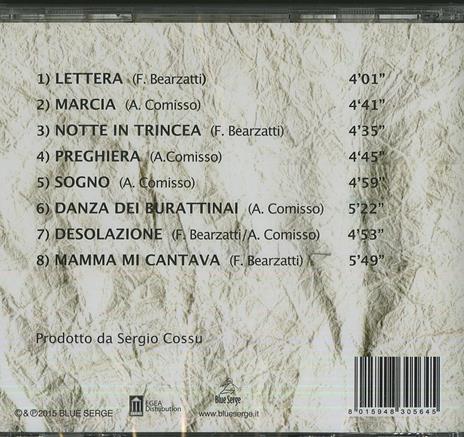 1) LETTERA (F. Bearzatti) 4'01"
2) MARCIA (A. Comisso) 4'41"
3) NOTTE IN TRINCEA (F. Bearzatti) 4'35"
4) PREGHIERA (A.Comisso) 4'45"
5) SOGNO (A. Comisso) 4'59"
6) DANZA DEI BURATTINAI (A. Comisso) 5'22"
7) DESOLAZIONE (F. Bearzatti/A. Comisso) 4'53"
8) MAMMA MI CANTAVA (F. Bearzatti) 5'49"
Prodotto da Sergio Cossu
©&℗2015 BLUE SERGE
EGEA
Distribution
Blue Serge
www.blueserge.it
8 015948 305645